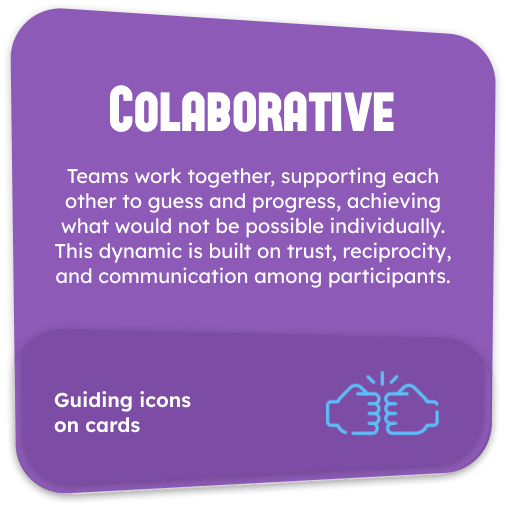 COLABORATIVE
Teams work together, supporting each
other to guess and progress, achieving
what would not be possible individually.
This dynamic is built on trust, reciprocity,
and communication among participants.
Guiding icons
on cards